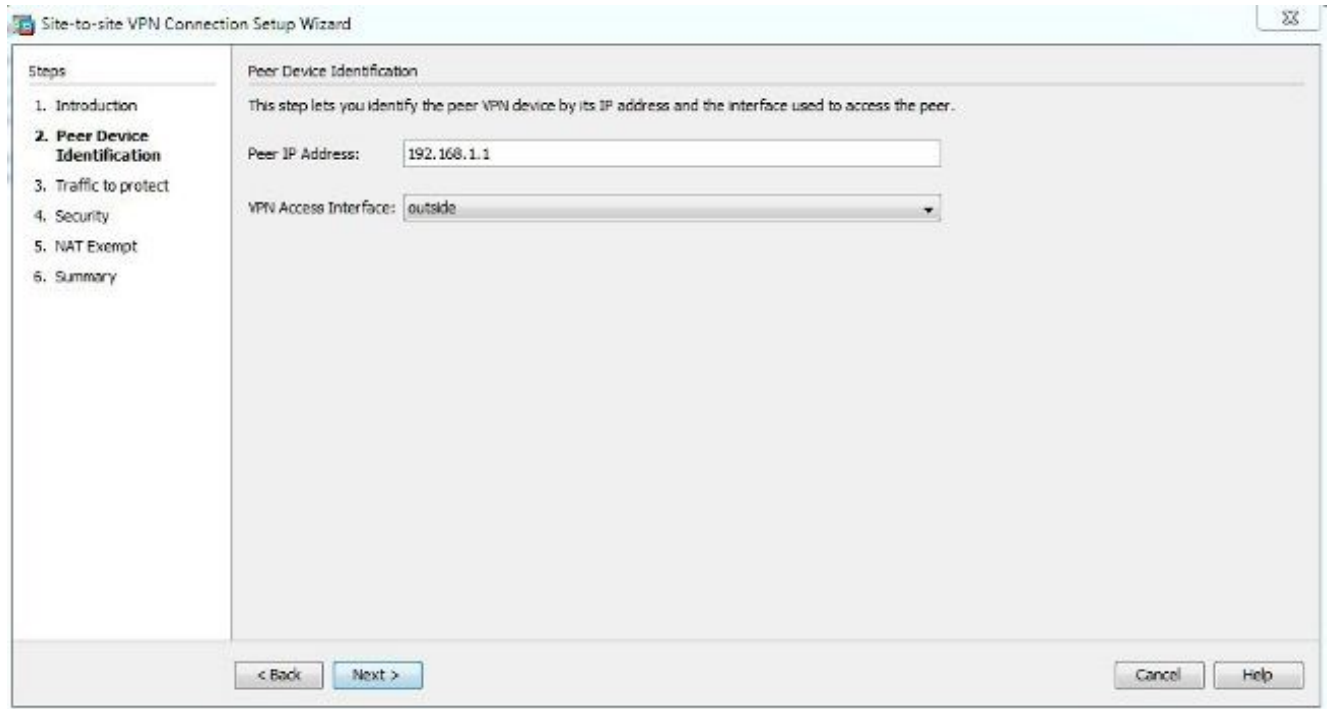 Site-to-site VPN Connection Setup Wizard
Steps
1. Introduction
2. Peer Device
Identification
3. Traffic to protect
4. Security
5. NAT Exempt
6. Summary
Peer Device Identification
This step lets you identify the peer VPN device by its IP address and the interface used to access the peer.
Peer IP Address: 192.168.1.1
VPN Access Interface: outside
< Back Next > Cancel Help